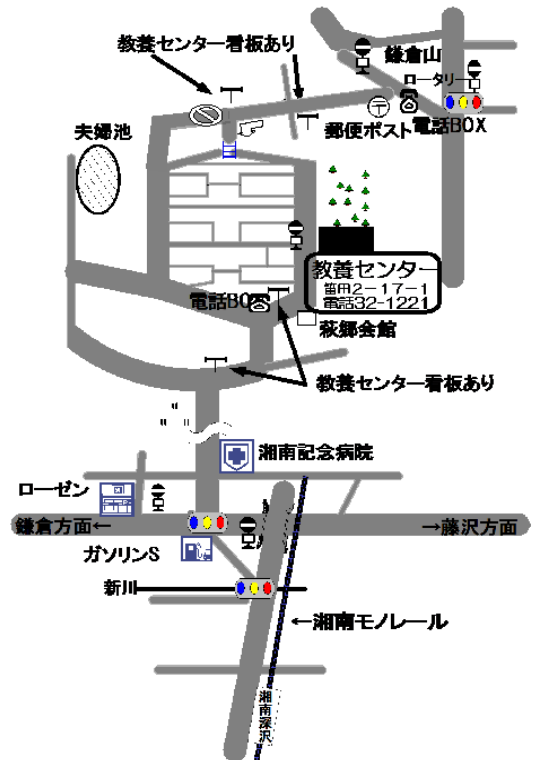 教養センター看板あり
鎌倉山
ロータリー
郵便ポスト
電話BOX
夫婦池
教養センター
笛田2-17-1
電話32-1221
電話BOX
萩郷会館
教養センター看板あり
湘南記念病院
ローゼン
鎌倉方面←
→藤沢方面
ガソリンS
新川
←湘南モノレール
湘南深沢